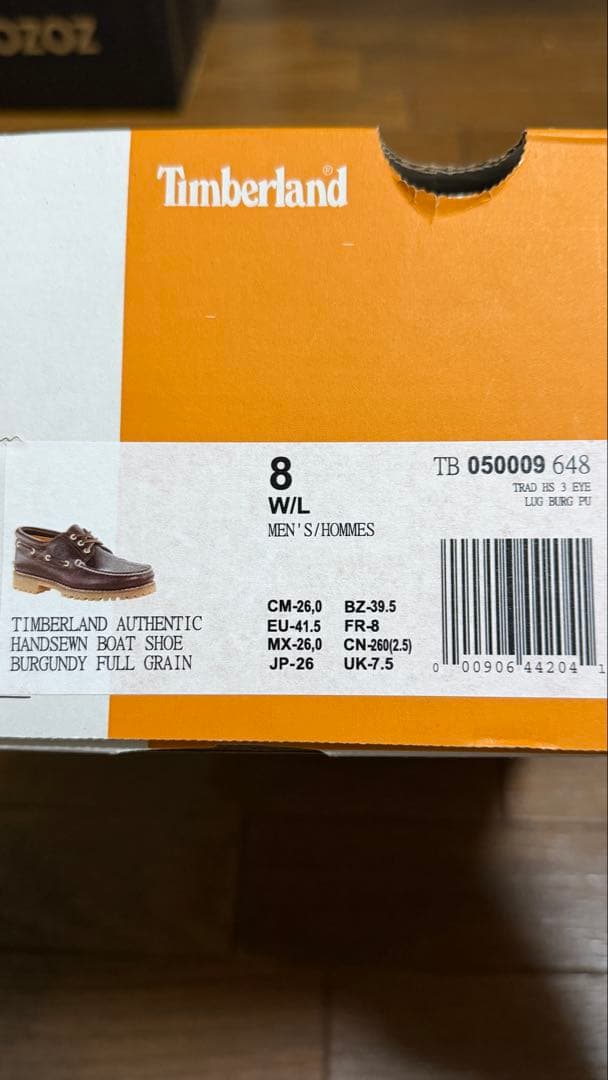 ZOZO
Timberland®
8
W/L
MEN'S/HOMMES
TB 050009 648
TRAD HS 3 EYE
LUG BURG PU
TIMBERLAND AUTHENTIC
HANDSEWN BOAT SHOE
BURGUNDY FULL GRAIN
CM-26,0 BZ-39.5
EU-41.5 FR-8
MX-26,0 CN-260(2.5)
JP-26 UK-7.5
0 00906 44204 1